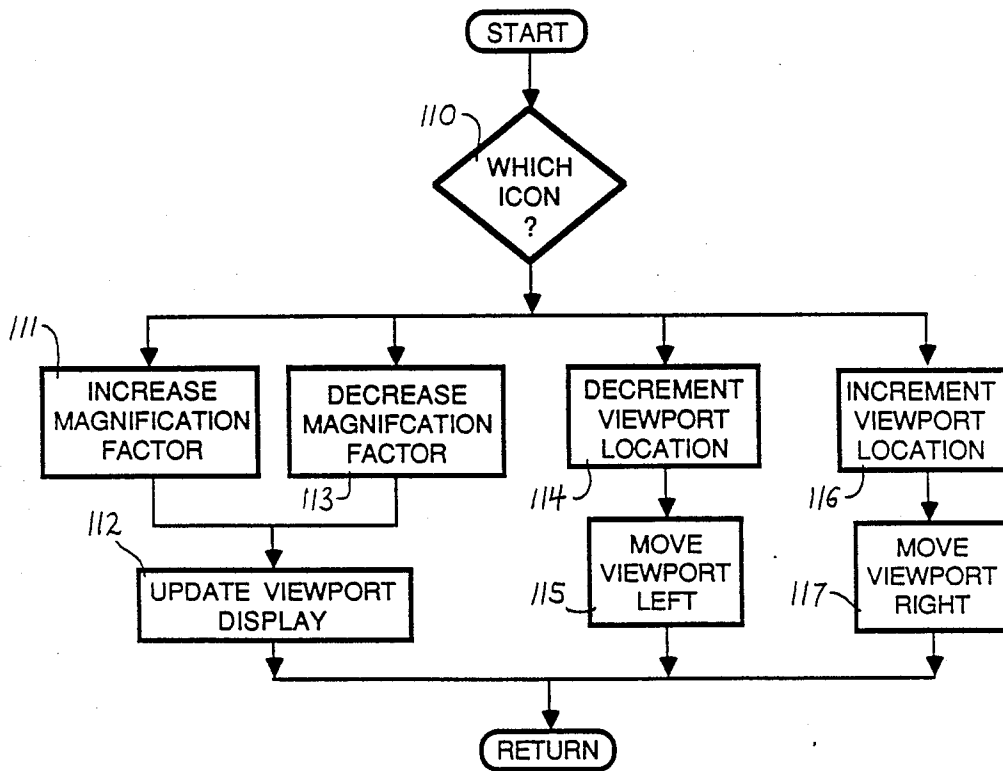 START
110
WHICH
ICON
?
111
INCREASE
MAGNIFICATION
FACTOR
DECREASE
MAGNIFCATION
FACTOR
113
DECREMENT
VIEWPORT
LOCATION
114
INCREMENT
VIEWPORT
LOCATION
116
112
UPDATE VIEWPORT
DISPLAY
MOVE
VIEWPORT
LEFT
115
MOVE
VIEWPORT
RIGHT
117
RETURN